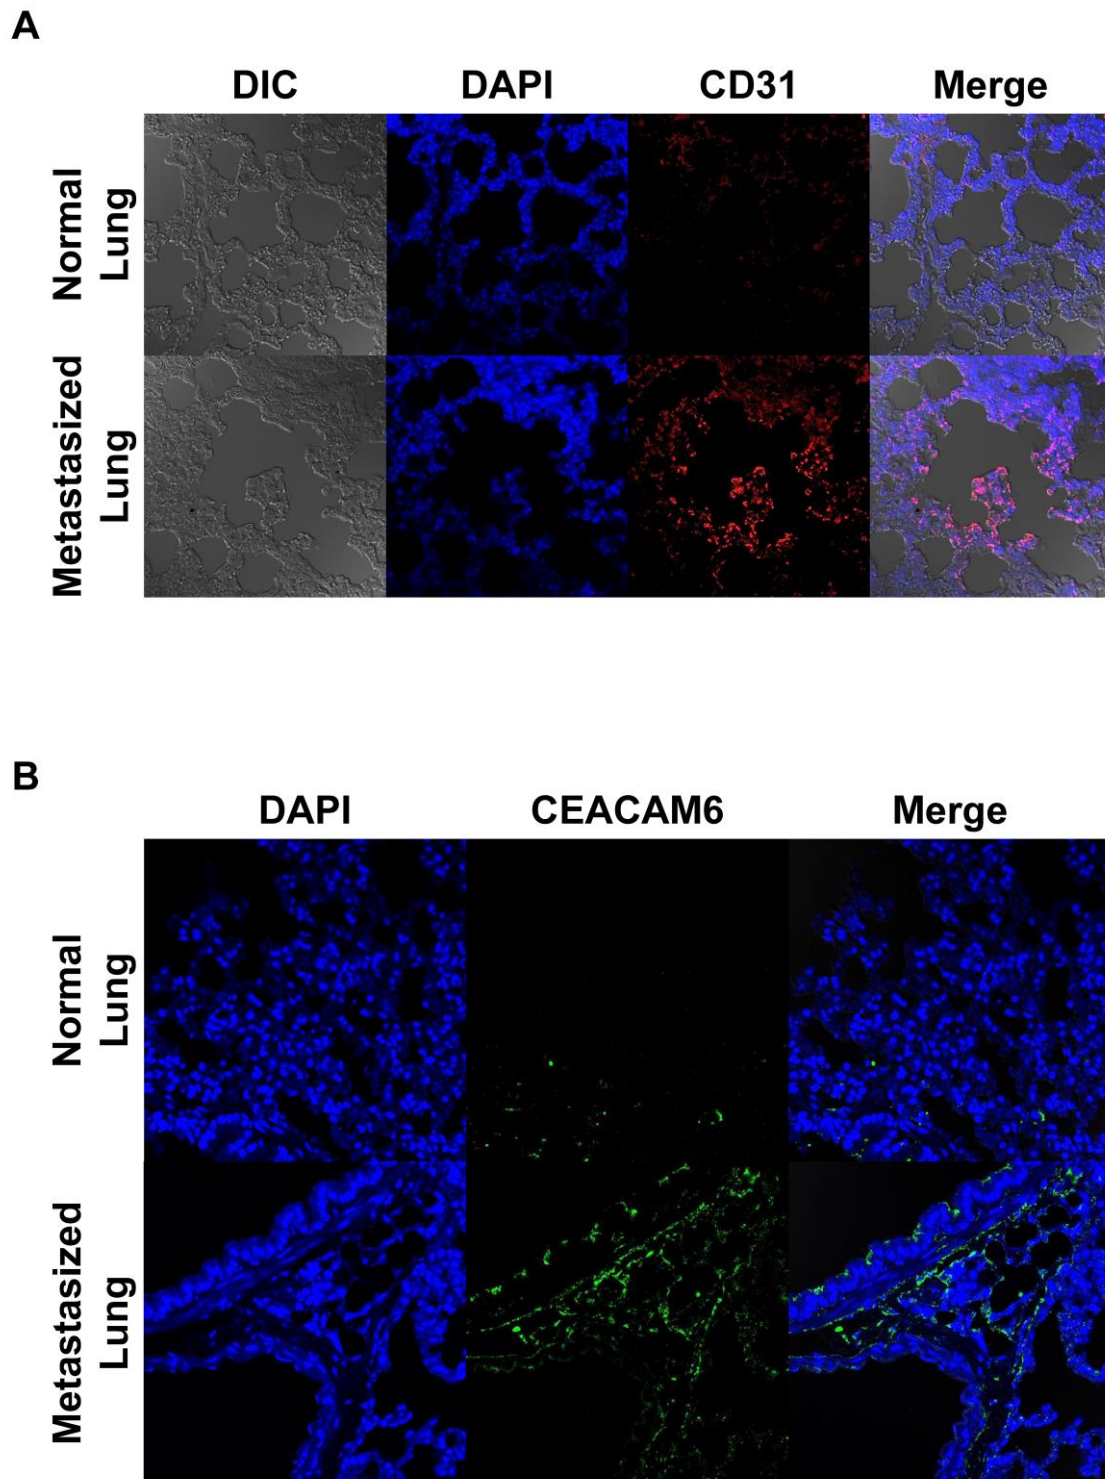 A
DIC DAPI CD31 Merge
Normal
Lung
Metastasized
Lung
B
DAPI CEACAM6 Merge
Normal
Lung
Metastasized
Lung